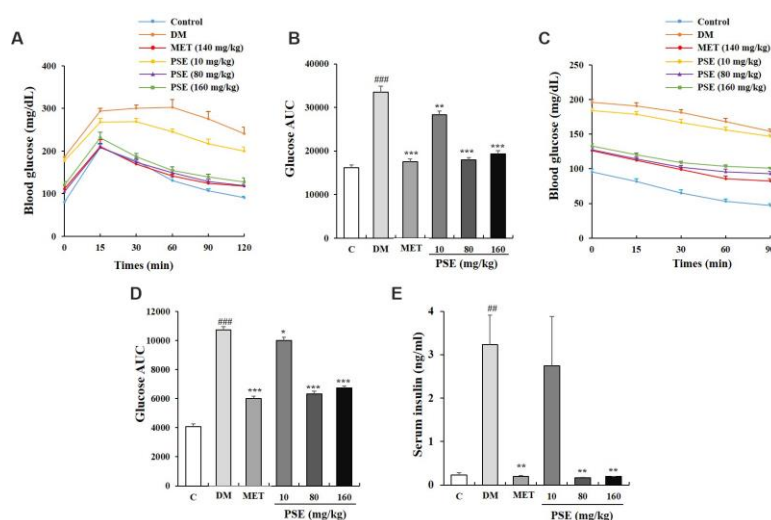 A
Control
DM
MET (140 mg/kg)
PSE (10 mg/kg)
PSE (80 mg/kg)
PSE (160 mg/kg)
Blood glucose (mg/dL)
400
300
200
100
0
0 15 30 60 90 120
Times (min)
B
Glucose AUC
40000
30000
20000
10000
0
###
***
**
***
***
C DM MET 10 80 160
PSE (mg/kg)
C
Control
DM
MET (140 mg/kg)
PSE (10 mg/kg)
PSE (80 mg/kg)
PSE (160 mg/kg)
Blood glucose (mg/dL)
250
200
150
100
50
0
0 15 30 60 90
Times (min)
D
Glucose AUC
12000
10000
8000
6000
4000
2000
0
###
***
*
***
***
C DM MET 10 80 160
PSE (mg/kg)
E
Serum insulin (ng/ml)
4
3
2
1
0
##
**
**
**
C DM MET 10 80 160
PSE (mg/kg)